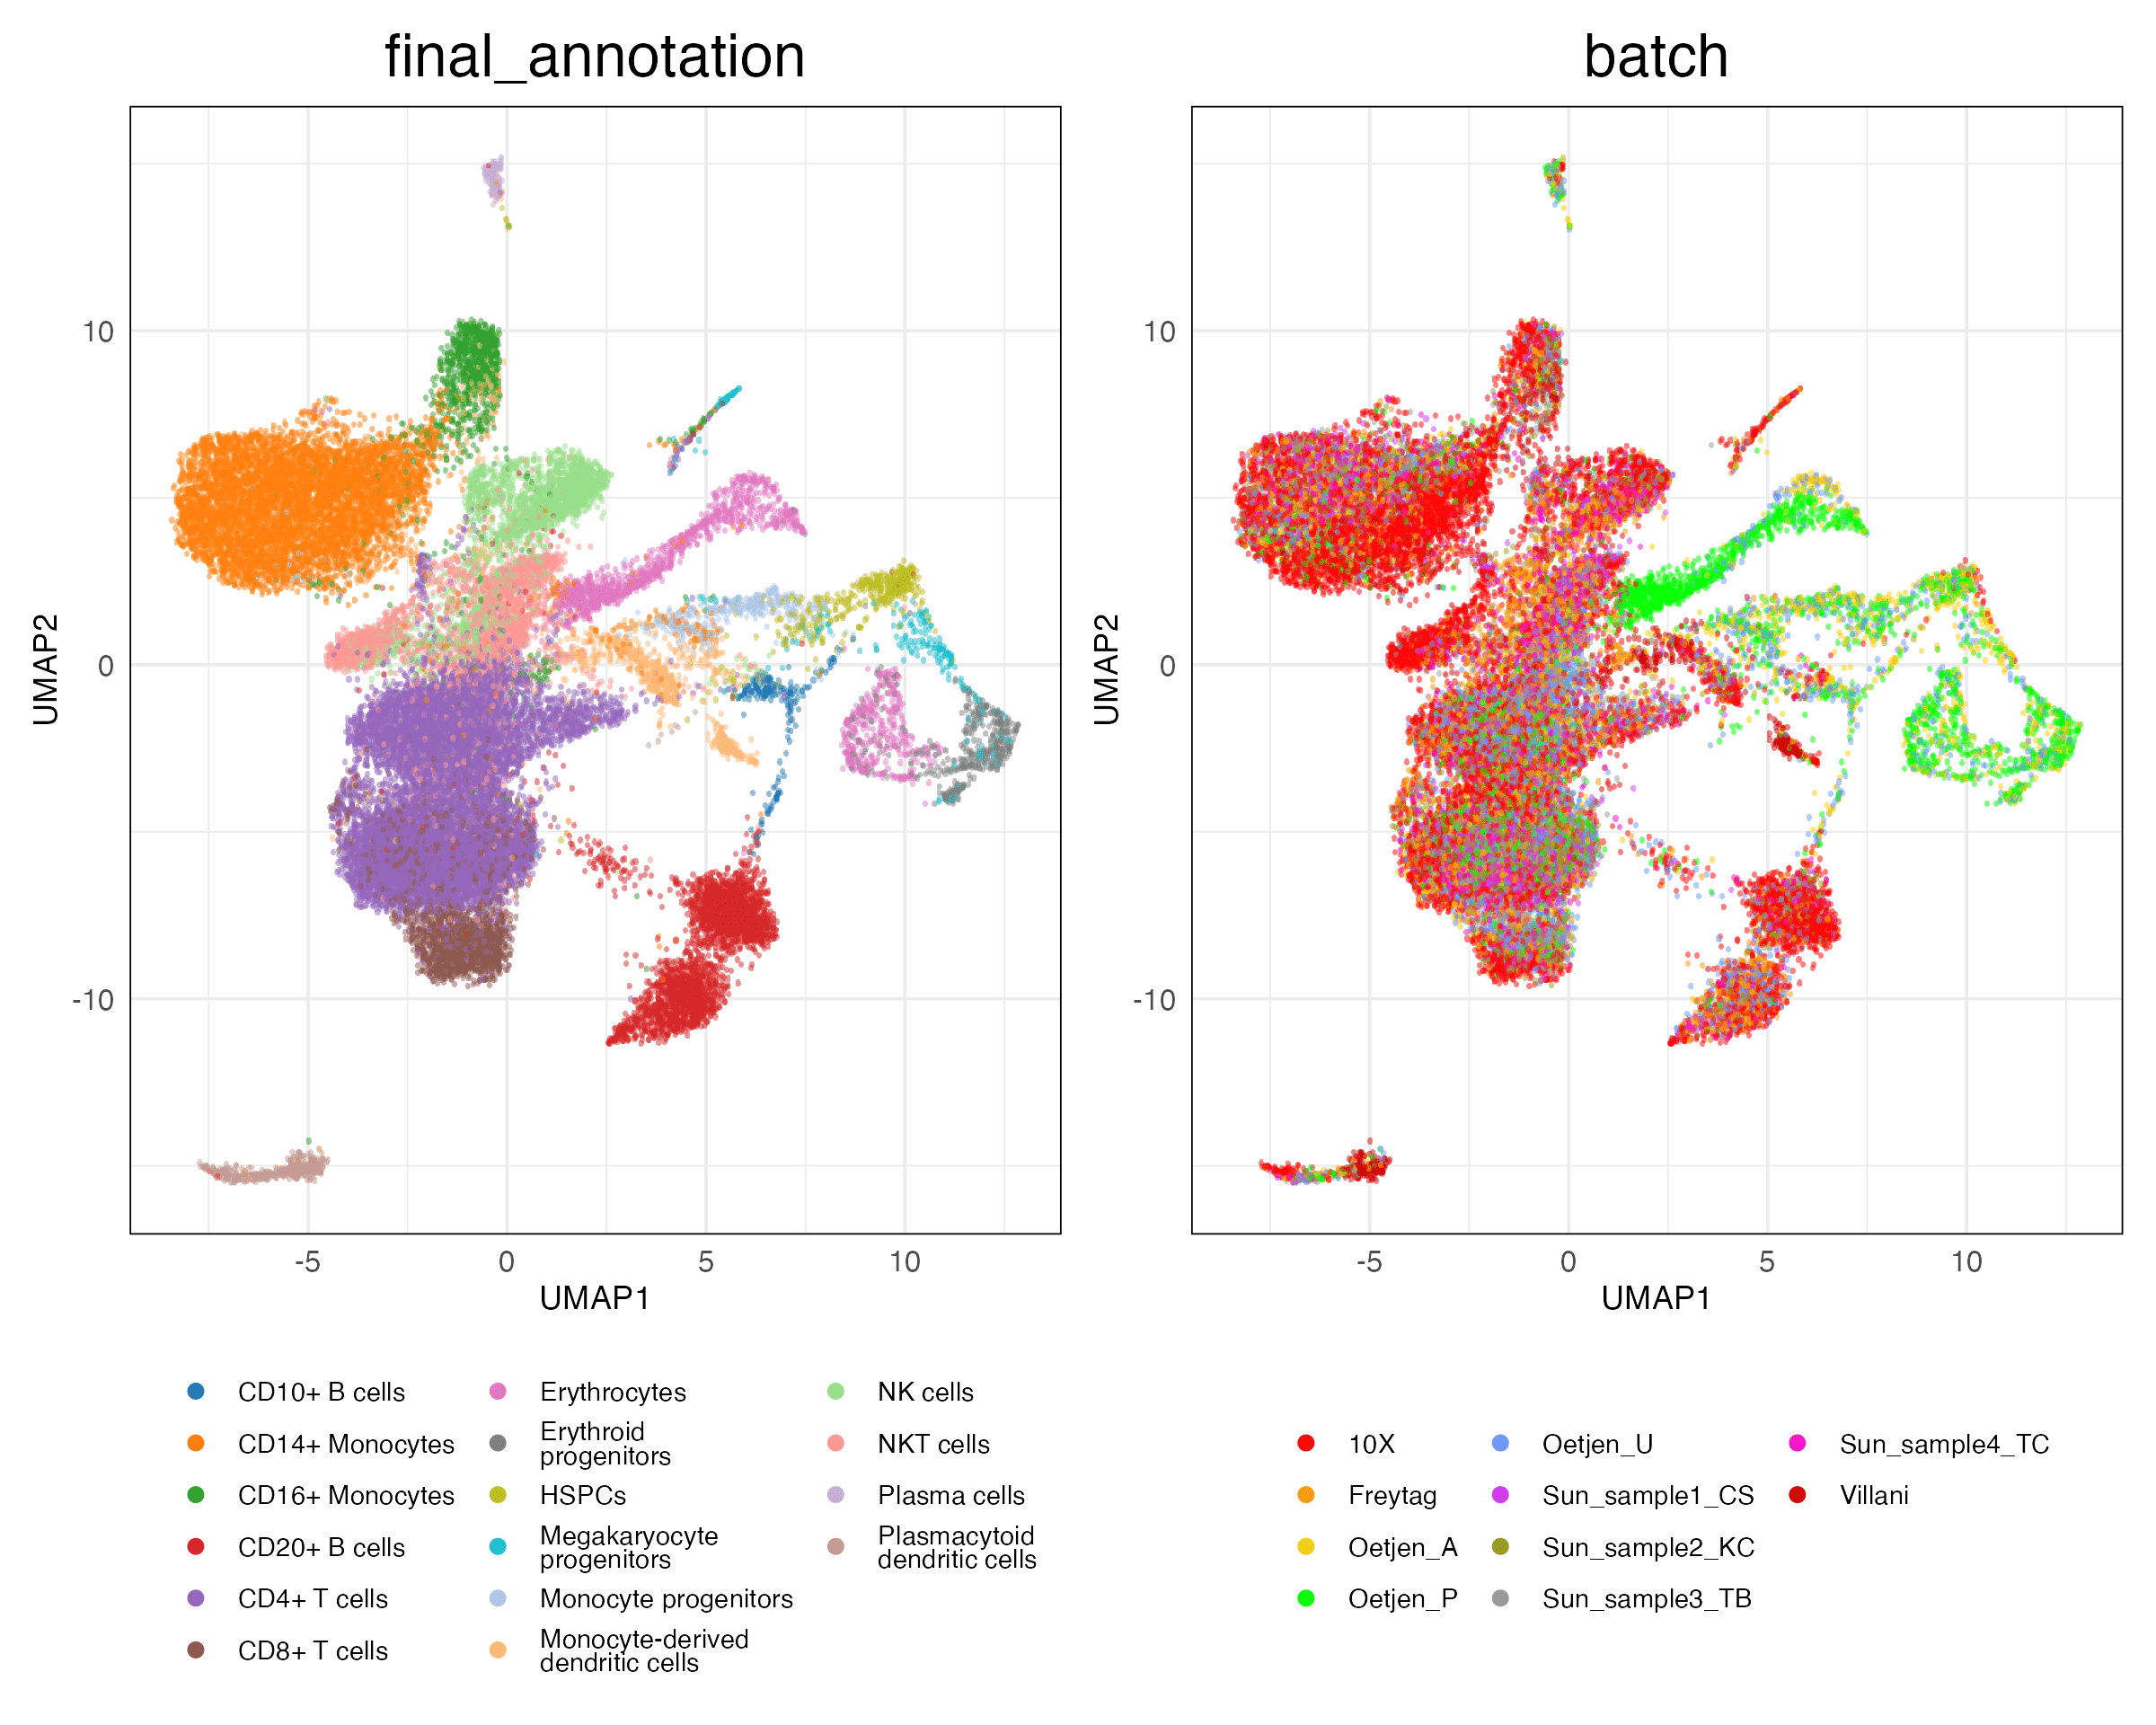 final_annotation
batch
10
0
-10
UMAP2
-5
0
5
10
UMAP1
10
0
-10
UMAP2
-5
0
5
10
UMAP1
CD10+ B cells
CD14+ Monocytes
CD16+ Monocytes
CD20+ B cells
CD4+ T cells
CD8+ T cells
Erythrocytes
Erythroid
progenitors
HSPCs
Megakaryocyte
progenitors
Monocyte progenitors
Monocyte-derived
dendritic cells
NK cells
NKT cells
Plasma cells
Plasmacytoid
dendritic cells
10X
Freytag
Oetjen_A
Oetjen_P
Oetjen_U
Sun_sample1_CS
Sun_sample2_KC
Sun_sample3_TB
Sun_sample4_TC
Villani